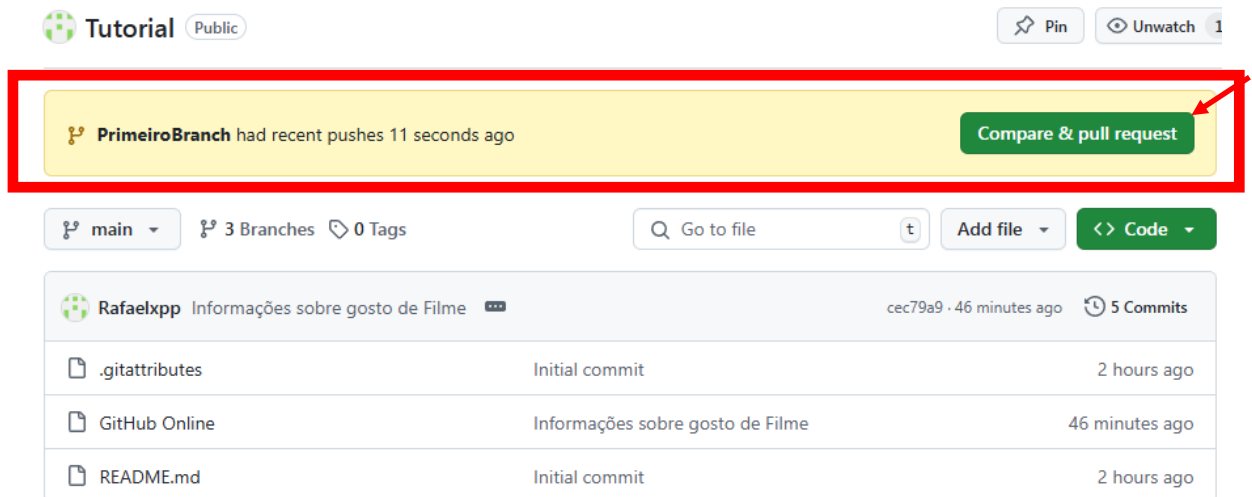 Tutorial Public Pin Unwatch 1
PrimeiroBranch had recent pushes 11 seconds ago Compare & pull request
main 3 Branches 0 Tags Go to file t Add file Code
Rafaelxpp Informações sobre gosto de Filme cec79a9 · 46 minutes ago 5 Commits
.gitattributes Initial commit 2 hours ago
GitHub Online Informações sobre gosto de Filme 46 minutes ago
README.md Initial commit 2 hours ago